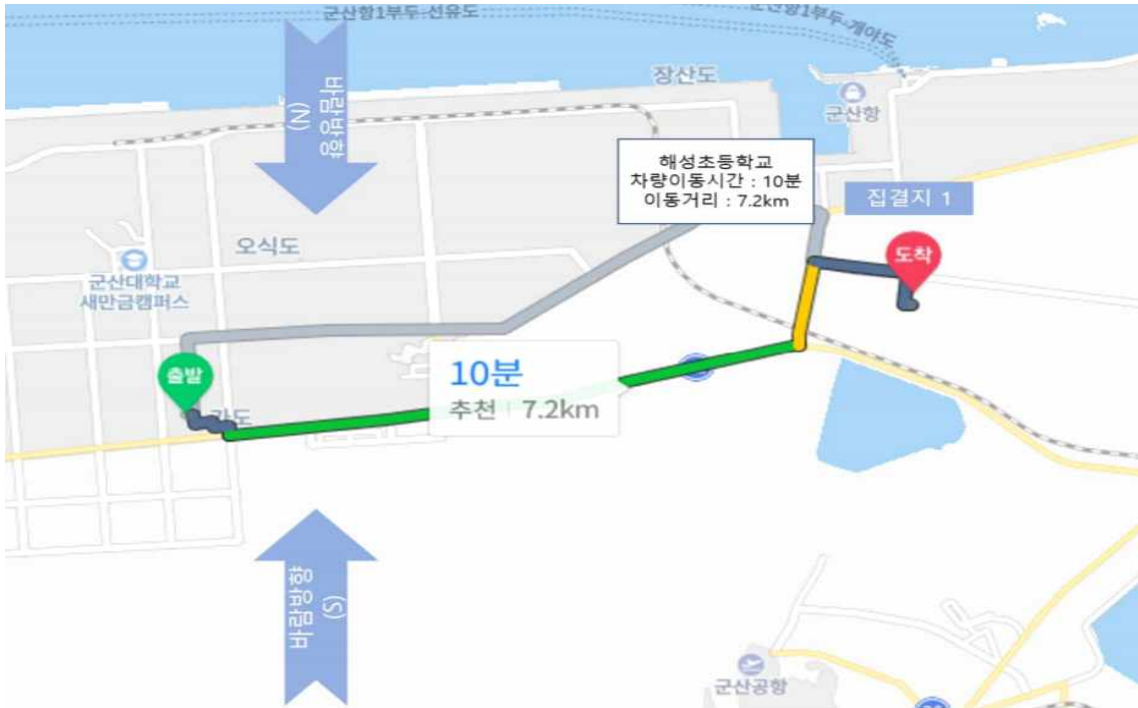 군산항1부두-선유도
군산항1부두-개야도
바람방향
(N)
장산도
군산항
해성초등학교
차량이동시간 : 10분
이동거리 : 7.2km
집결지 1
오식도
군산대학교
새만금캠퍼스
도착
출발
10분
추천 7.2km
바람방향
(S)
군산공항